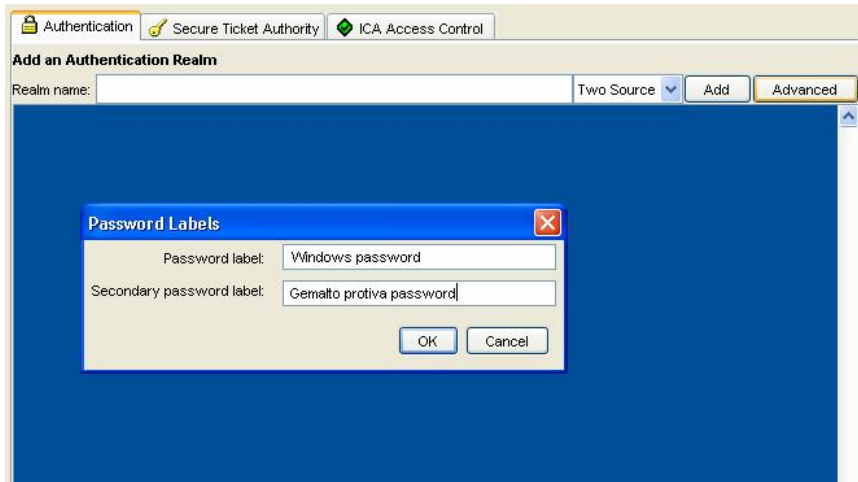 Authentication Secure Ticket Authority ICA Access Control
Add an Authentication Realm
Realm name: Two Source Add Advanced
Password Labels
Password label: Windows password
Secondary password label: Gemalto protiva password
OK Cancel